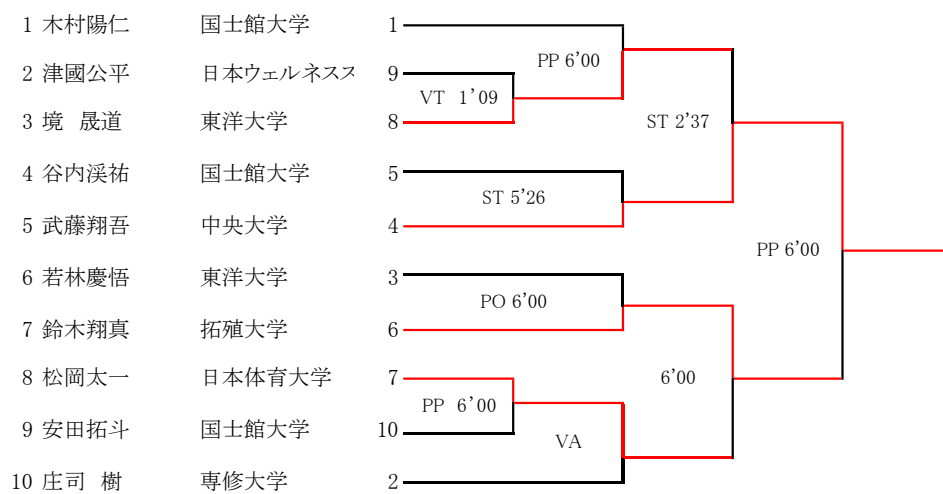 1 木村陽仁 国士館大学 1
PP 6’00
2 津國公平 日本ウェルネスス 9
VT 1’09
3 境 晟道 東洋大学 8
ST 2’37
4 谷内渓祐 国士館大学 5
ST 5’26
5 武藤翔吾 中央大学 4
PP 6’00
6 若林慶悟 東洋大学 3
PO 6’00
7 鈴木翔真 拓殖大学 6
8 松岡太一 日本体育大学 7
6’00
PP 6’00
9 安田拓斗 国士館大学 10
VA
10 庄司 樹 専修大学 2